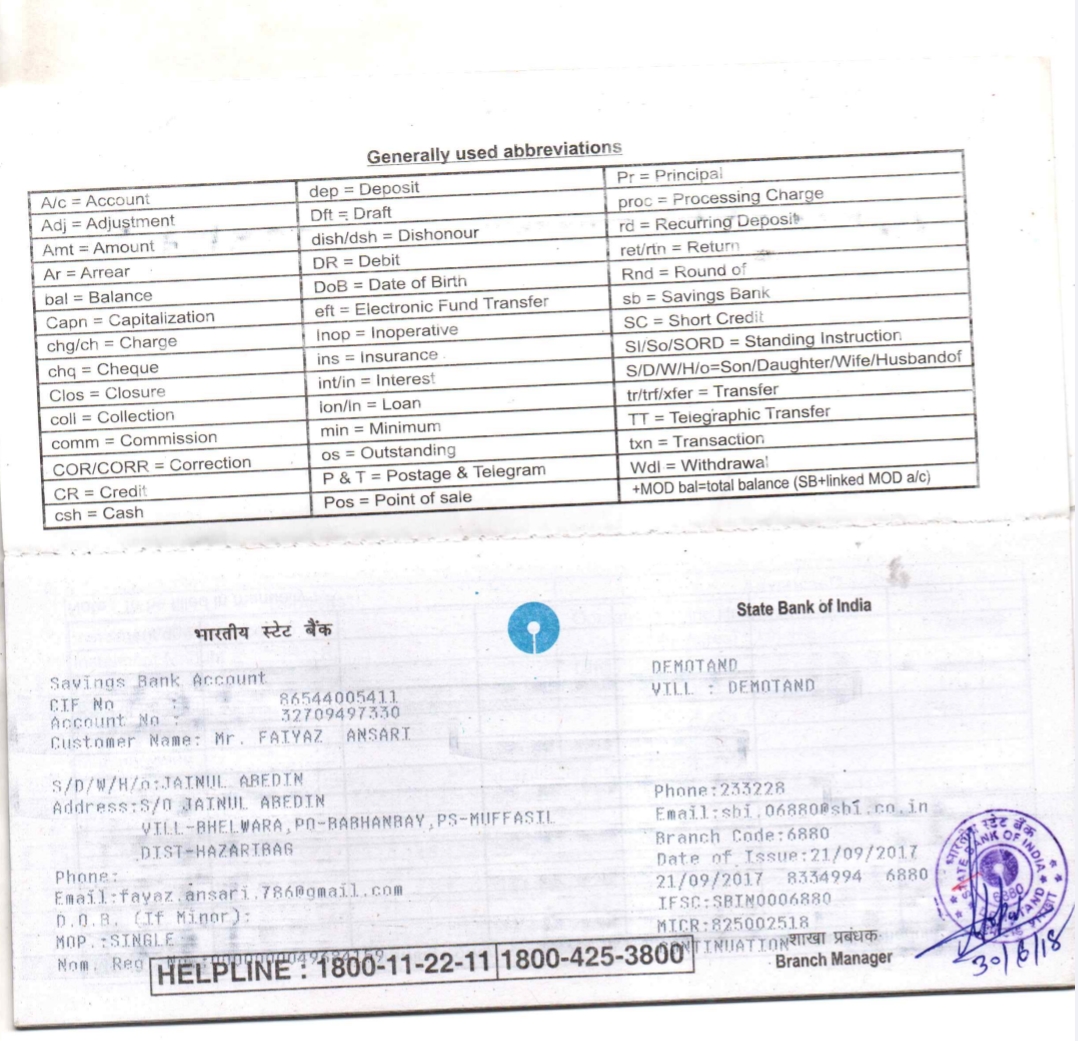 Generally used abbreviations
A/c = Account
Adj = Adjustment
Amt = Amount
Ar = Arrear
bal = Balance
Capn = Capitalization
chg/ch = Charge
chq = Cheque
Clos = Closure
coll = Collection
comm = Commission
COR/CORR = Correction
CR = Credit
csh = Cash
dep = Deposit
Dft = Draft
dish/dsh = Dishonour
DR = Debit
DoB = Date of Birth
eft = Electronic Fund Transfer
Inop = Inoperative
ins = Insurance
int/in = Interest
lon/in = Loan
min = Minimum
os = Outstanding
P & T = Postage & Telegram
Pos = Point of sale
Pr = Principal
proc = Processing Charge
rd = Recurring Deposit
ret/rtn = Return
Rnd = Round of
sb = Savings Bank
SC = Short Credit
SI/So/SORD = Standing Instruction
S/D/W/H/o=Son/Daughter/Wife/Husbandof
tr/trf/xfer = Transfer
TT = Telegraphic Transfer
txn = Transaction
Wdl = Withdrawal
+MOD bal=total balance (SB+linked MOD a/c)
भारतीय स्टेट बैंक
State Bank of India
Savings Bank Account
CIF No : 86544005411
Account No : 32709497330
Customer Name: Mr. FAIYAZ ANSARI
S/D/W/H/o:JAINUL ABEDIN
Address:S/O JAINUL ABEDIN
VILL-BHELWARA,PO-BABHANBAY,PS-MUFFASIL
DIST-HAZARIBAG
Phone:
Email:fayaz.ansari.786@gmail.com
D.O.B. (If Minor):
MOP.:SINGLE
Nom. Reg
DEMOTAND
VILL : DEMOTAND
Phone:233228
Email:sbi.06880@sbi.co.in
Branch Code:6880
Date of Issue:21/09/2017
21/09/2017 8334994 6880
IFSC:SBIN0006880
MICR:825002518
CONTINUATION
शाखा प्रबंधक
Branch Manager
HELPLINE : 1800-11-22-11 1800-425-3800
भारतीय स्टेट बैंक
STATE BANK OF INDIA
6880
30/6/18